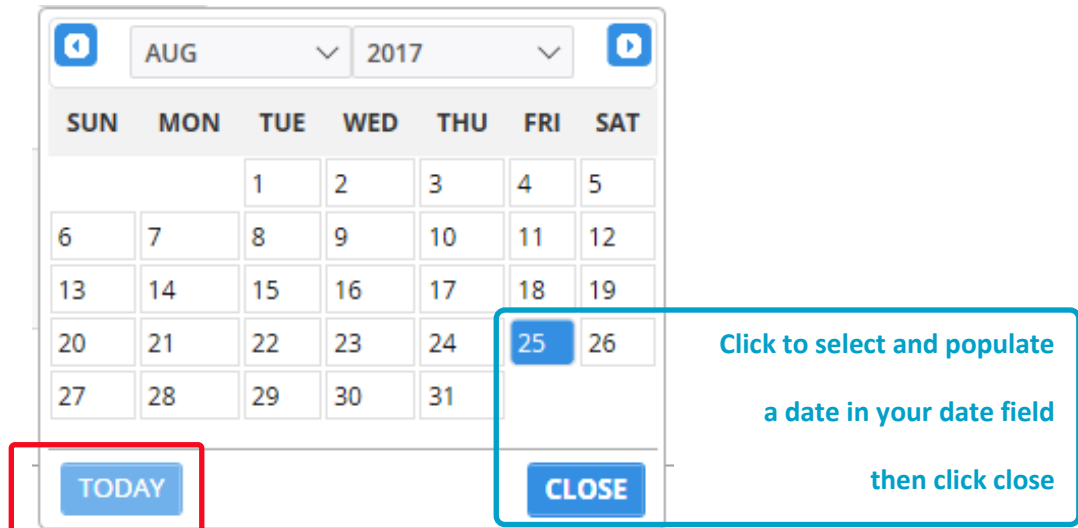 AUG 2017
SUN MON TUE WED THU FRI SAT
1 2 3 4 5
6 7 8 9 10 11 12
13 14 15 16 17 18 19
20 21 22 23 24 25 26
27 28 29 30 31
Click to select and populate
a date in your date field
then click close
TODAY CLOSE